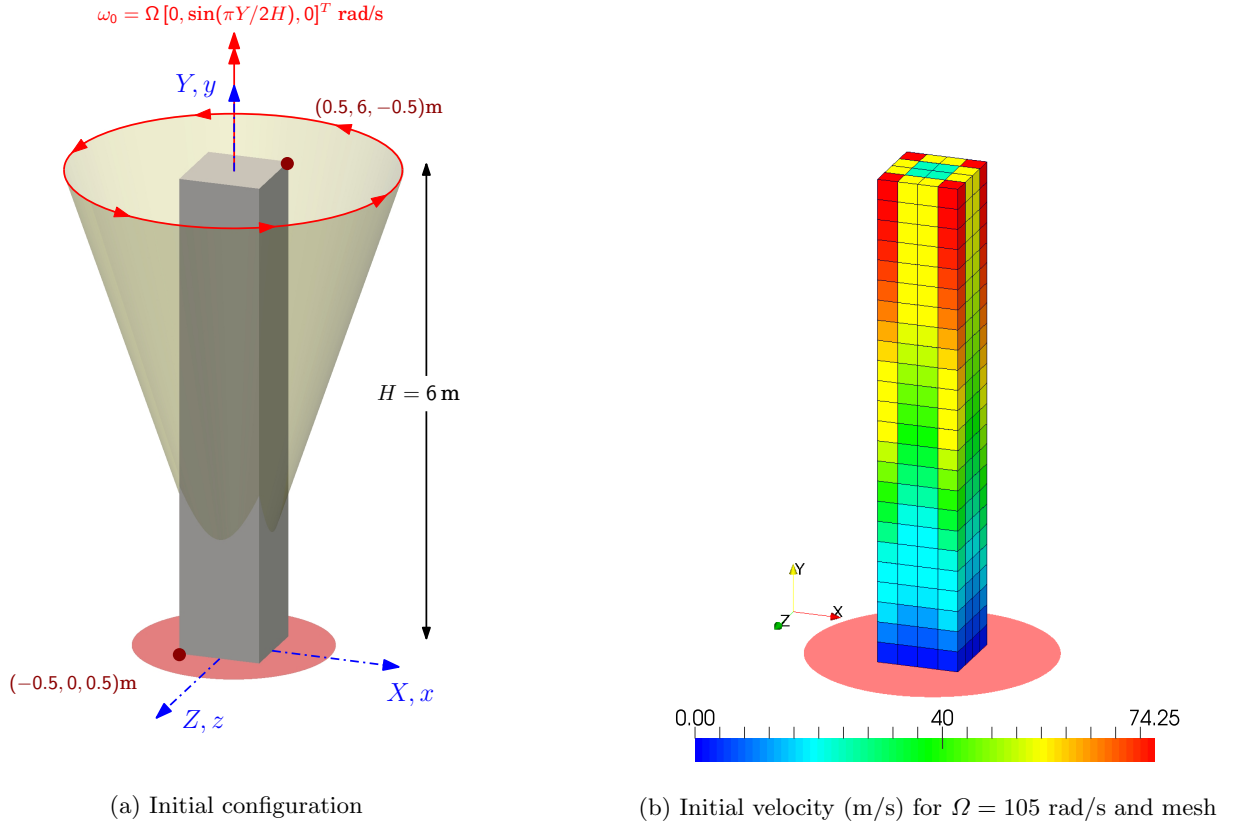 ω₀ = Ω [0, sin(πY/2H), 0]ᵀ rad/s
Y, y
(0.5, 6, −0.5)m
H = 6 m
(−0.5, 0, 0.5)m
X, x
Z, z
(a) Initial configuration
Y
X
Z
0.00 40 74.25
(b) Initial velocity (m/s) for Ω = 105 rad/s and mesh